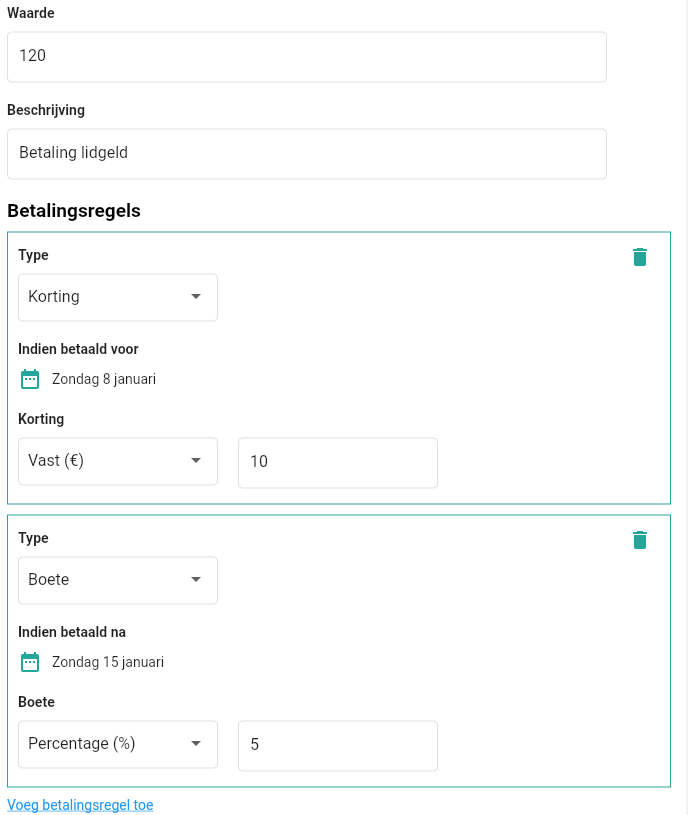 Waarde
120
Beschrijving
Betaling lidgeld
Betalingsregels
Type
Korting
Indien betaald voor
Zondag 8 januari
Korting
Vast (€)
10
Type
Boete
Indien betaald na
Zondag 15 januari
Boete
Percentage (%)
5
Voeg betalingsregel toe